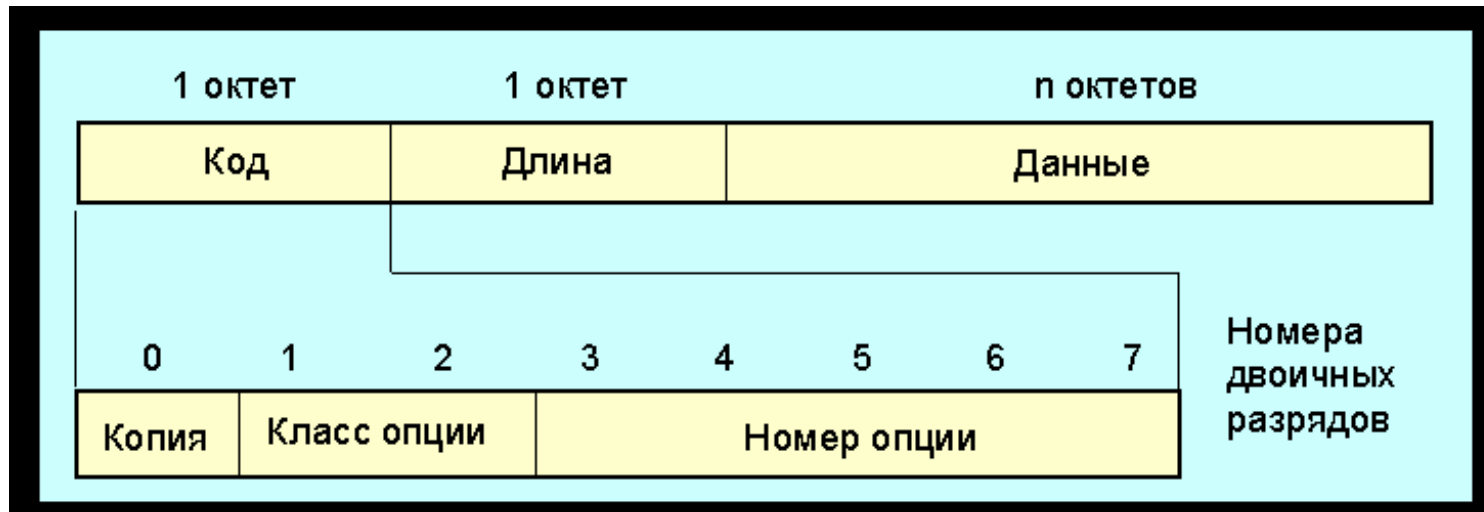 1 октет 1 октет n октетов
Код Длина Данные
0 1 2 3 4 5 6 7
Номера
двоичных
разрядов
Копия Класс опции Номер опции